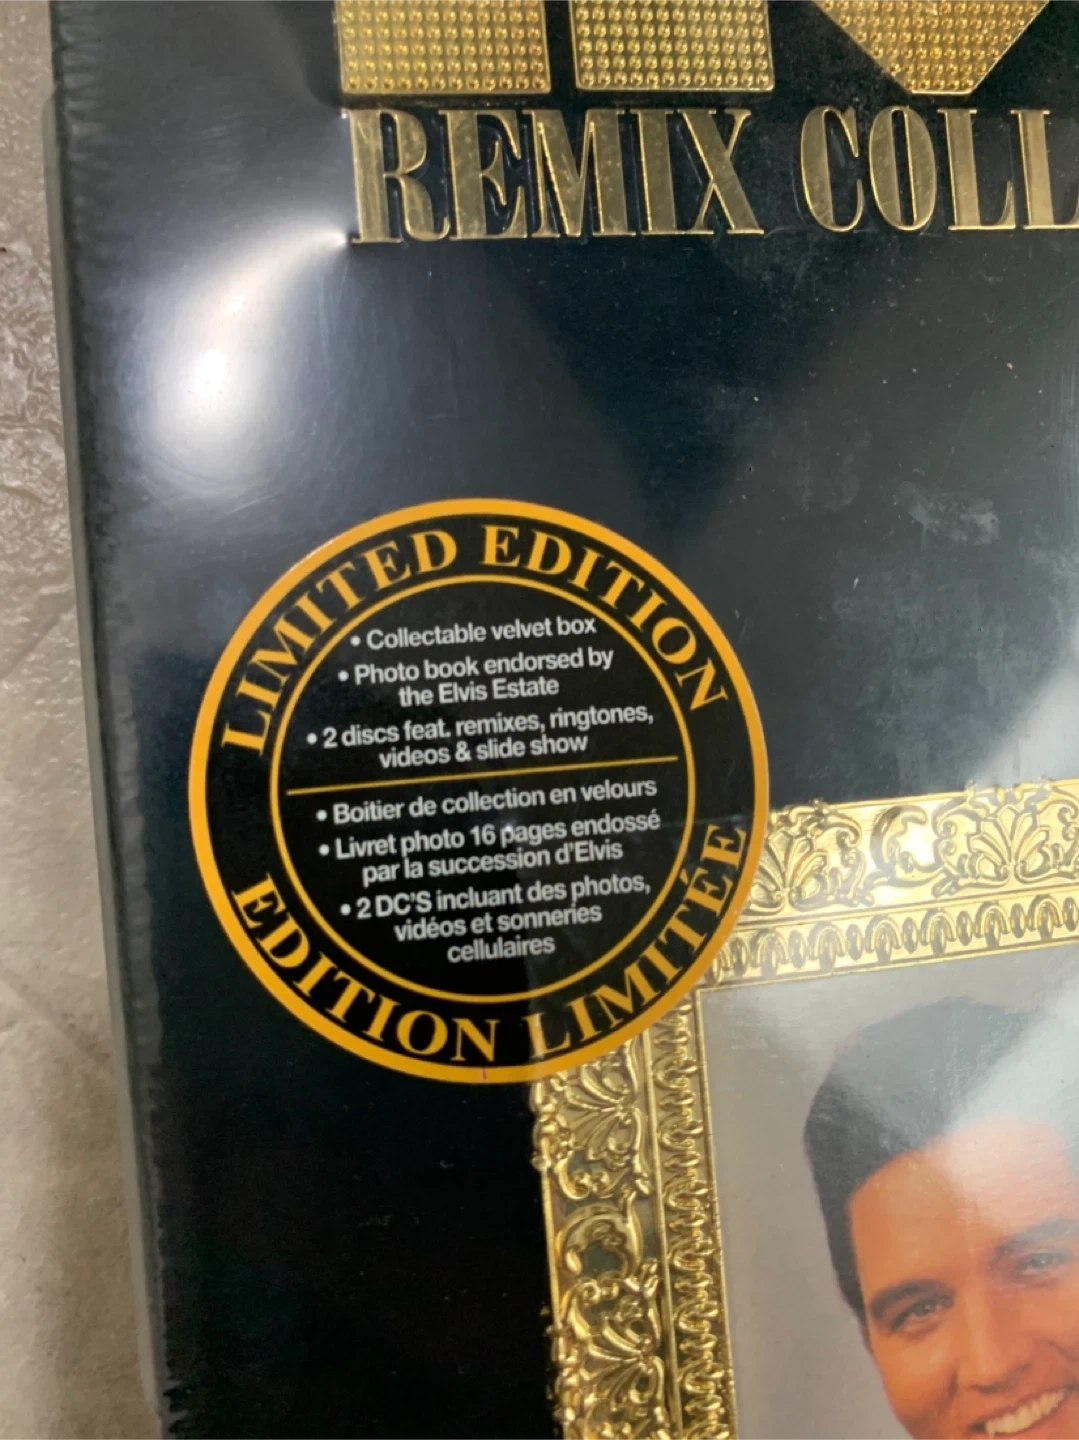 REMIX COLL
LIMITED EDITION
• Collectable velvet box
• Photo book endorsed by
the Elvis Estate
• 2 discs feat. remixes, ringtones,
videos & slide show
• Boitier de collection en velours
• Livret photo 16 pages endossé
par la succession d'Elvis
• 2 DC'S incluant des photos,
vidéos et sonneries
cellulaires
EDITION LIMITÉE